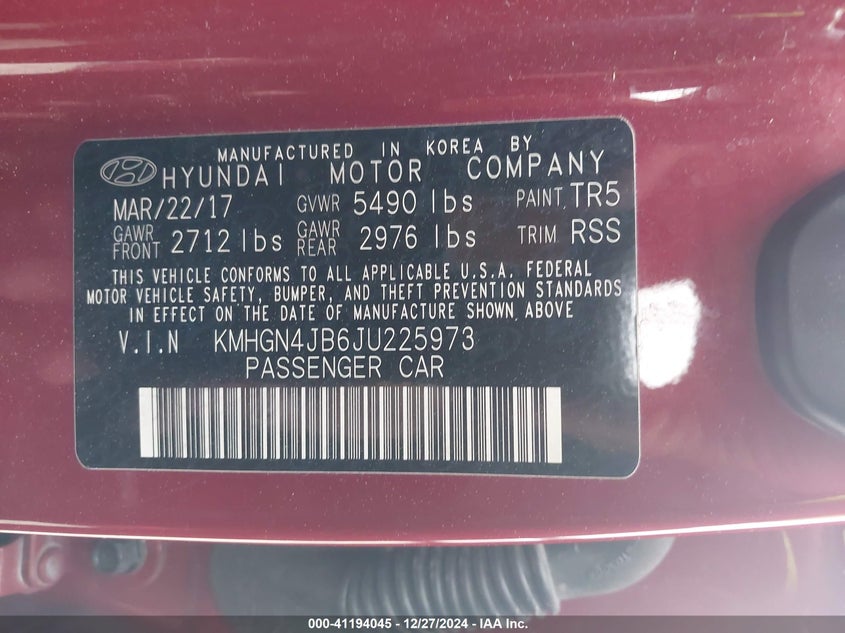 MANUFACTURED IN KOREA BY
HYUNDAI MOTOR COMPANY
MAR/22/17 GVWR 5490 lbs PAINT TR5
GAWR FRONT 2712 lbs GAWR REAR 2976 lbs TRIM RSS
THIS VEHICLE CONFORMS TO ALL APPLICABLE U.S.A. FEDERAL
MOTOR VEHICLE SAFETY, BUMPER, AND THEFT PREVENTION STANDARDS
IN EFFECT ON THE DATE OF MANUFACTURE SHOWN ABOVE
V.I.N KMHGN4JB6JU225973
PASSENGER CAR
000-41194045 - 12/27/2024 - IAA Inc.